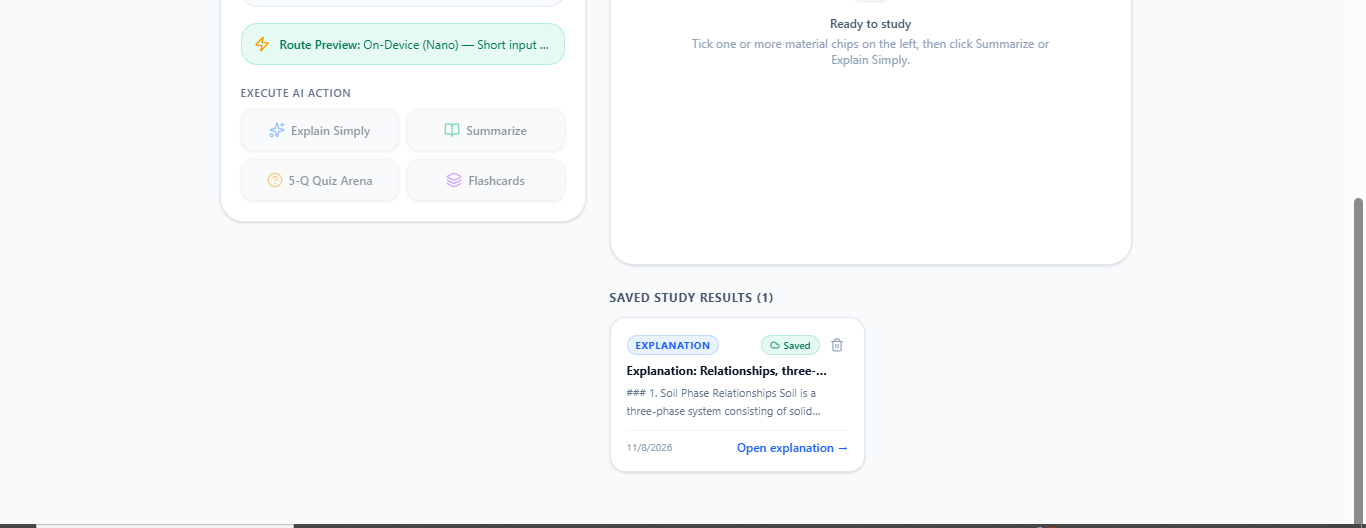 Route Preview: On-Device (Nano) — Short input ...
EXECUTE AI ACTION
Explain Simply
Summarize
5-Q Quiz Arena
Flashcards
Ready to study
Tick one or more material chips on the left, then click Summarize or
Explain Simply.
SAVED STUDY RESULTS (1)
EXPLANATION
Saved
Explanation: Relationships, three-...
### 1. Soil Phase Relationships Soil is a
three-phase system consisting of solid...
11/8/2026
Open explanation →